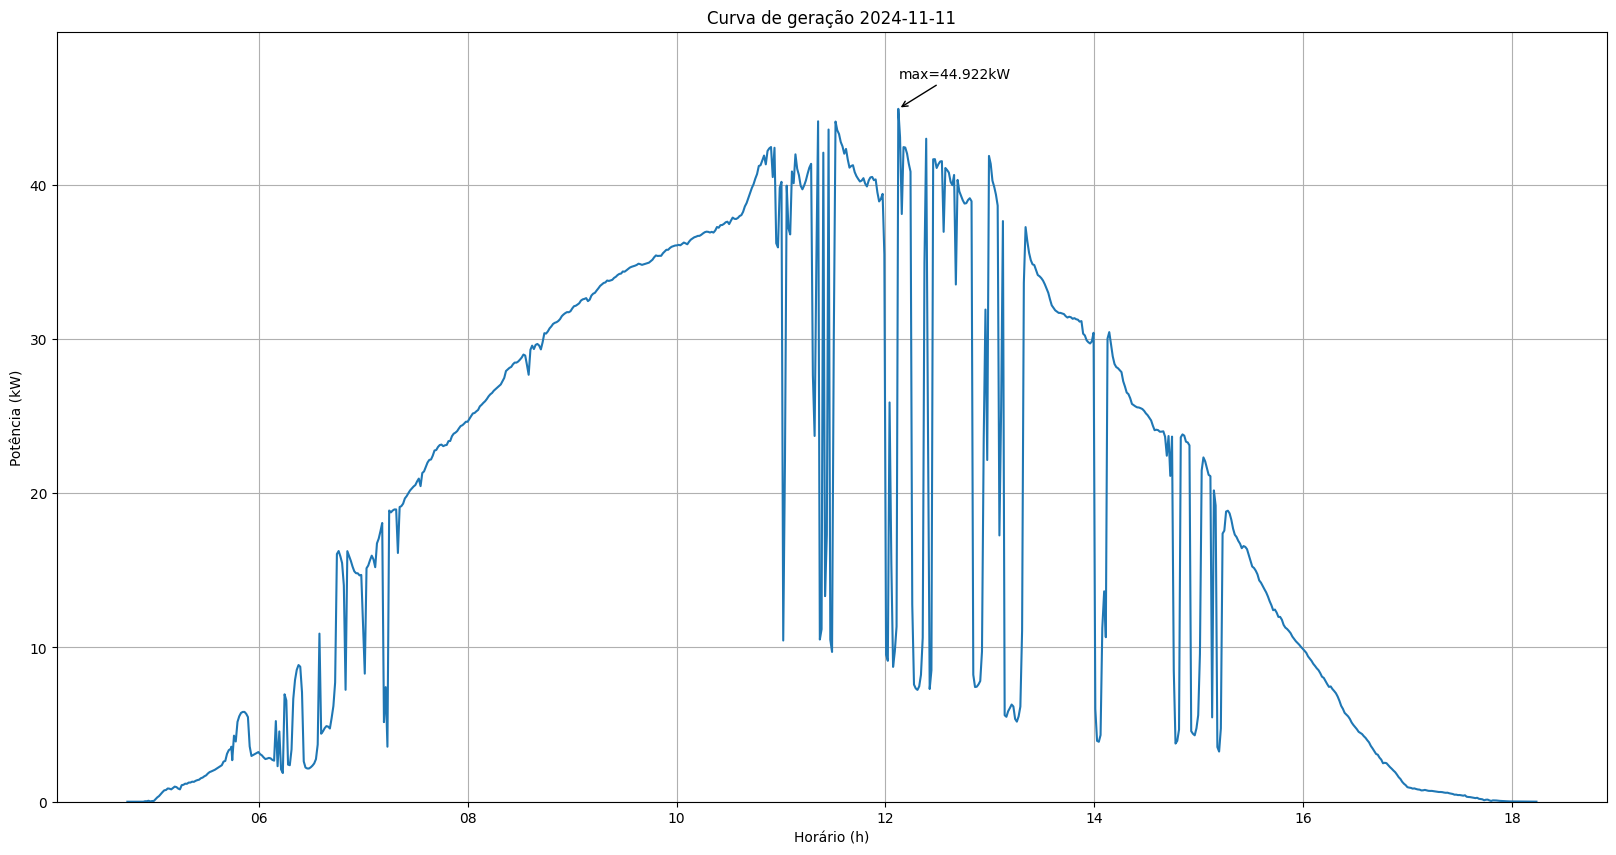 Curva de geração 2024-11-11
max=44.922kW
Potência (kW)
40
30
20
10
0
06 08 10 12 14 16 18
Horário (h)